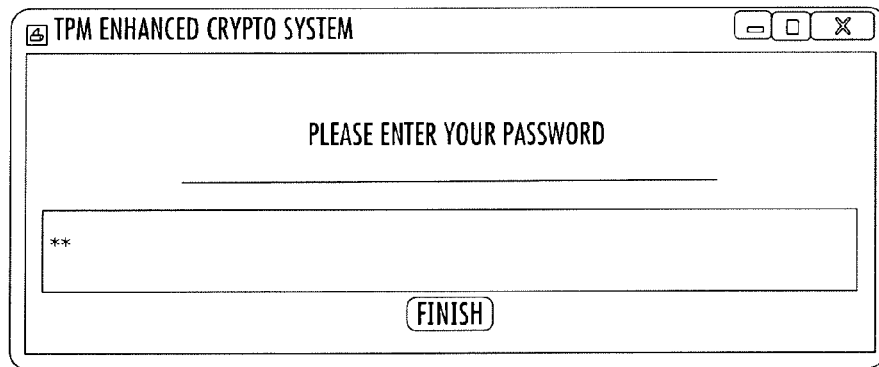 TPM ENHANCED CRYPTO SYSTEM
PLEASE ENTER YOUR PASSWORD
**
FINISH